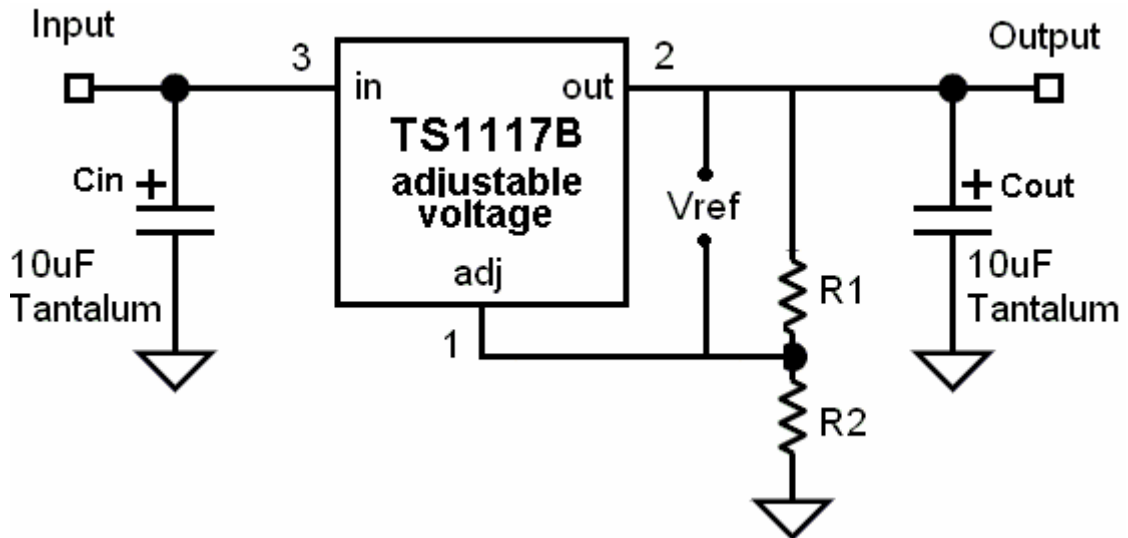 Input
Output
3
2
in
out
TS1117B
adjustable
voltage
adj
1
Cin +
10uF
Tantalum
Vref
R1
R2
+ Cout
10uF
Tantalum